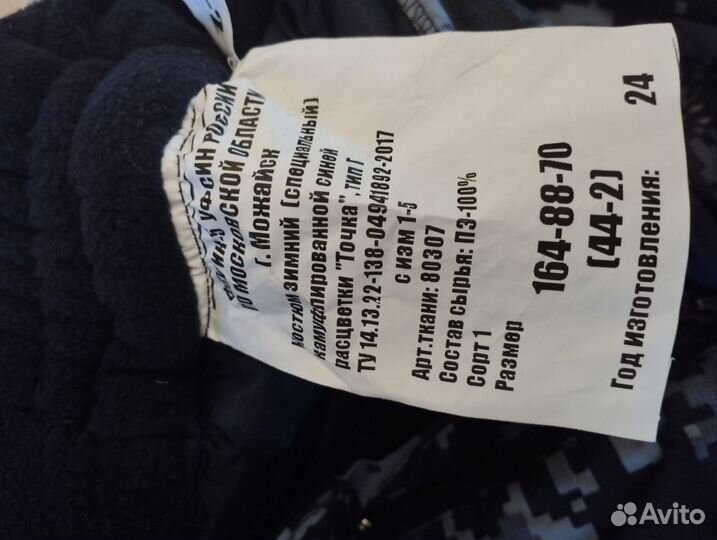 УФСИН РОССИИ
ПО МОСКОВСКОЙ ОБЛАСТИ
г. Можайск
костюм зимний (специальный)
камуфлированной синей
расцветки "Точка", тип Г
ТУ 14.13.22-138-04941892-2017
с изм 1-5
Арт.ткани: 80307
Состав сырья: ПЭ-100%
Сорт 1
Размер
164-88-70
(44-2)
Год изготовления: 24
Avito